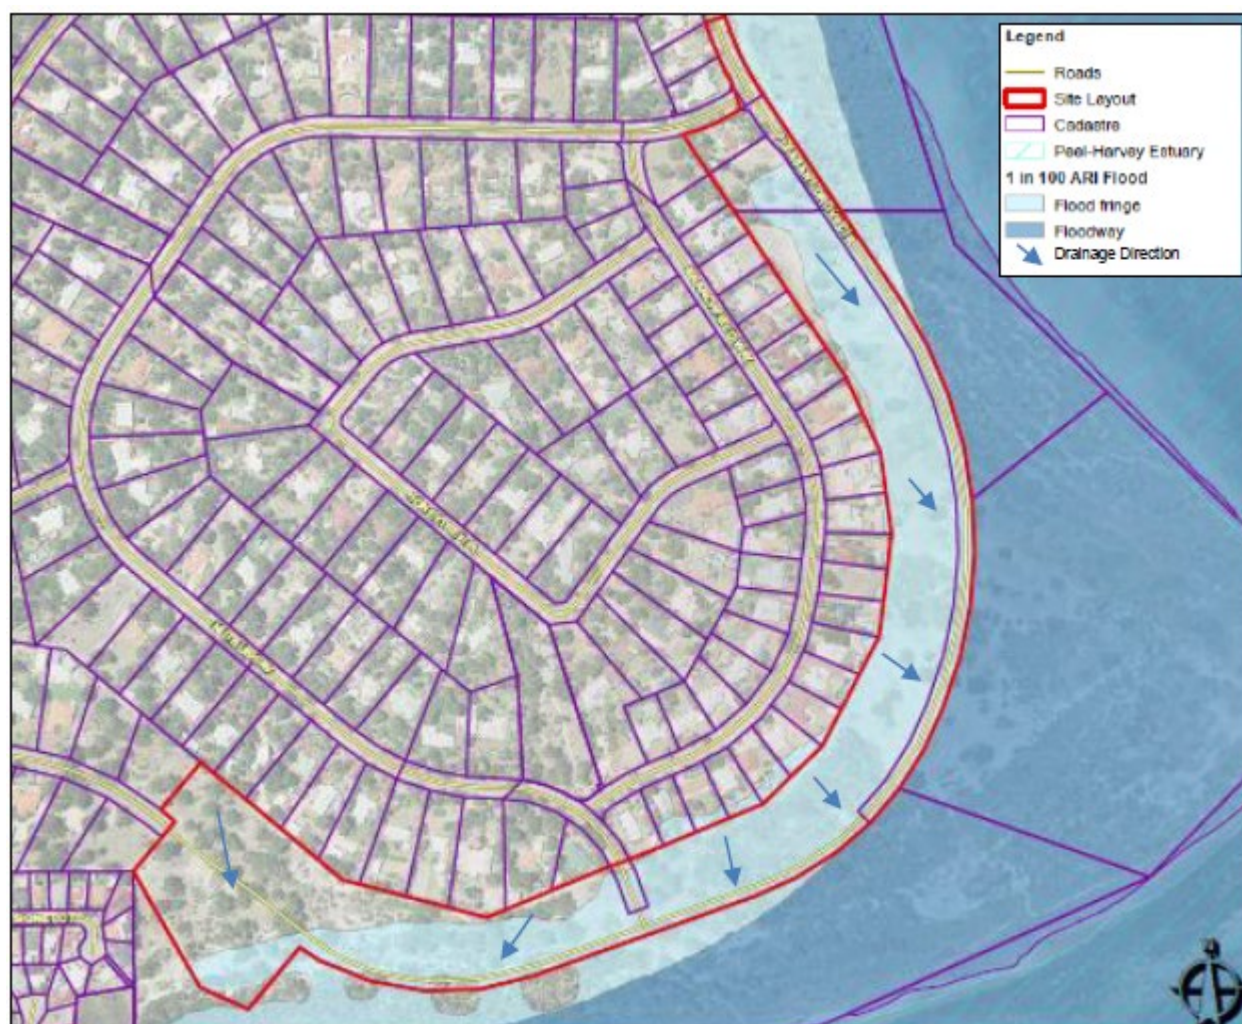 Legend
Roads
Site Layout
Cadastre
Peel-Harvey Estuary
1 in 100 ARI Flood
Flood fringe
Floodway
Drainage Direction